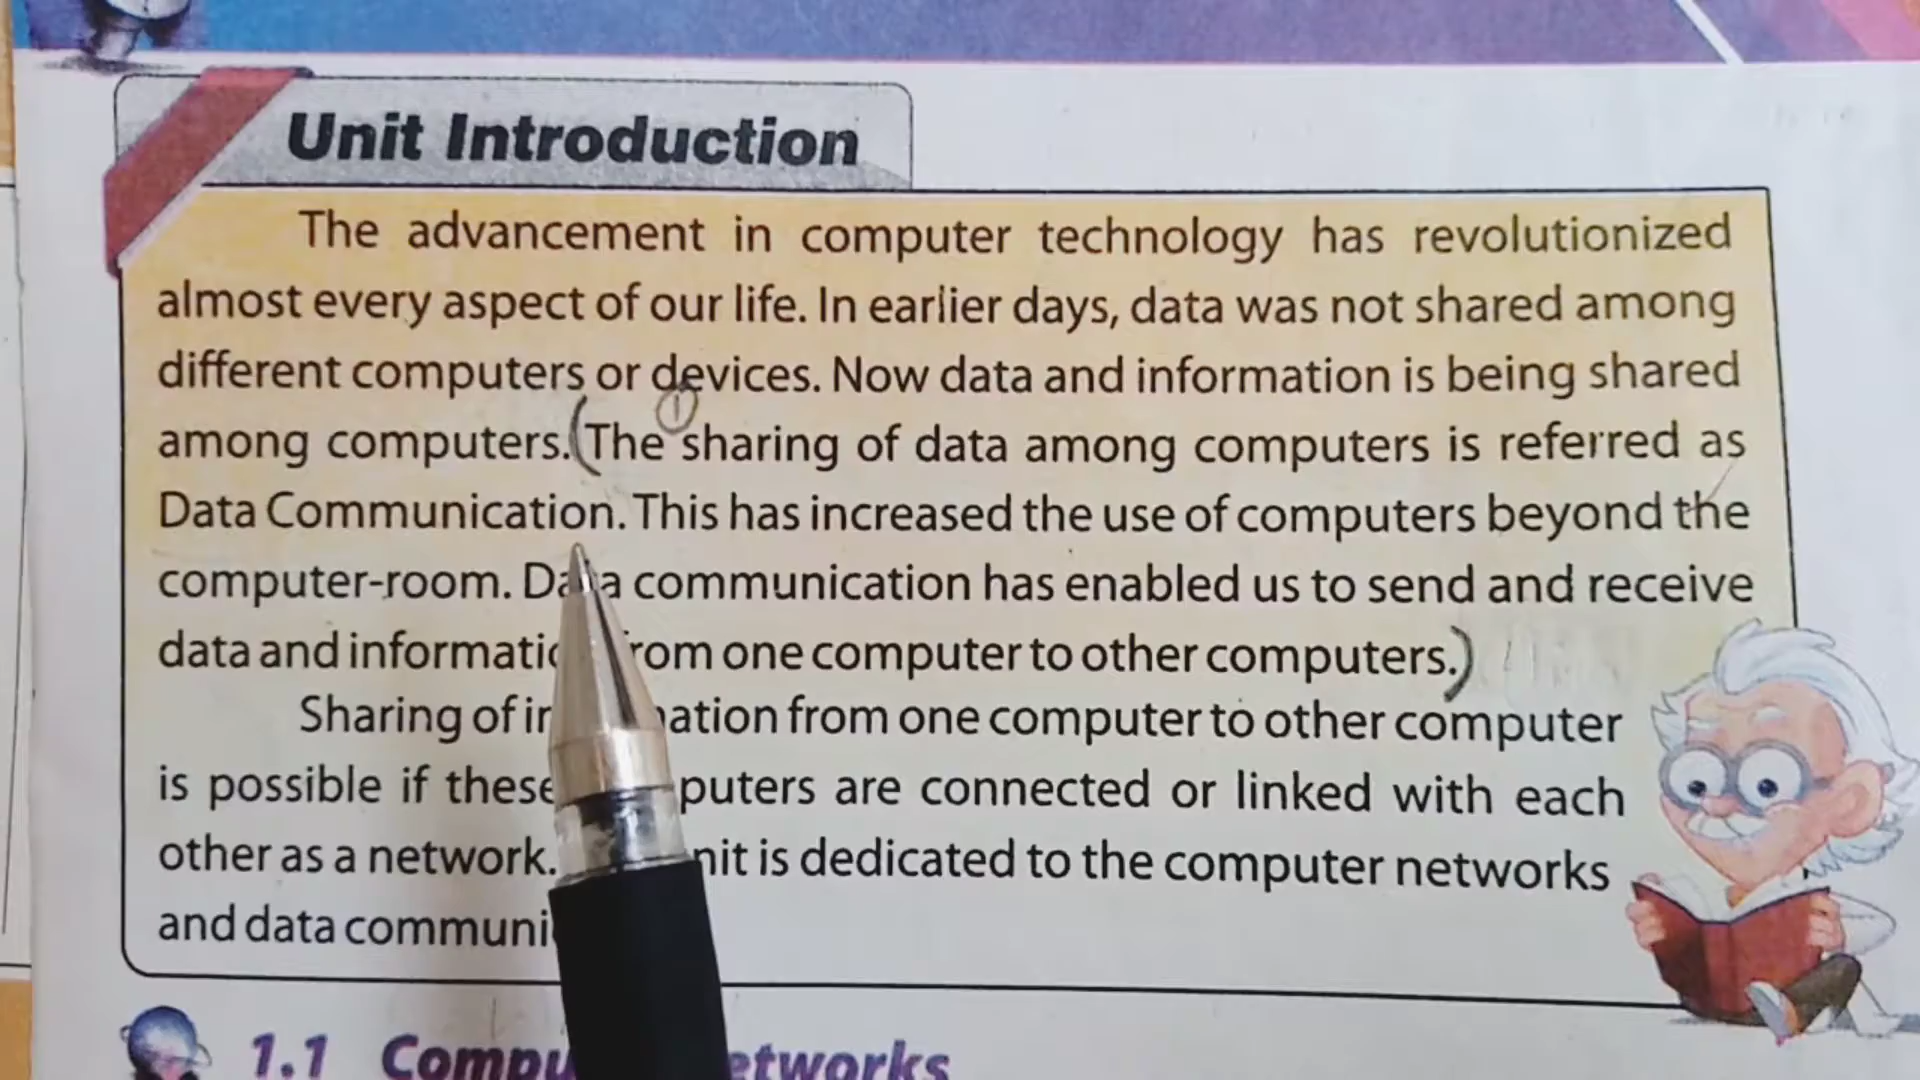 Unit Introduction
The advancement in computer technology has revolutionized
almost every aspect of our life. In earlier days, data was not shared among
different computers or devices. Now data and information is being shared
①
among computers.(The sharing of data among computers is referred as
Data Communication. This has increased the use of computers beyond the
computer-room. Data communication has enabled us to send and receive
data and from one computer to other computers.)
Sharing of from one computer to other computer
is possible if these are connected or linked with each
other as a network. is dedicated to the computer networks
and data
1.1